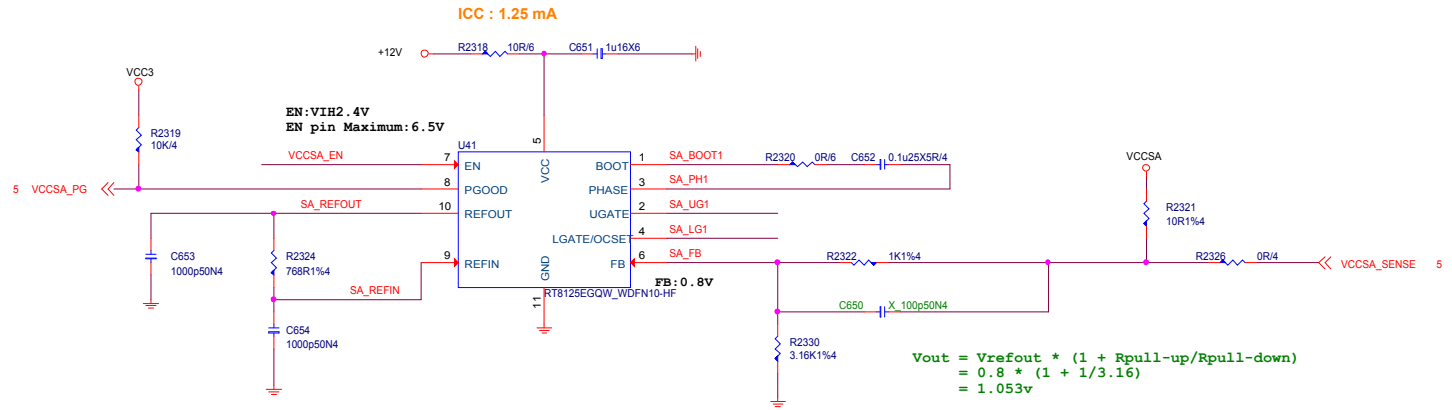 ICC : 1.25 mA
+12V
R2318
10R/6
C651
1u16X6
VCC3
R2319
10K/4
EN:VIH2.4V
EN pin Maximum:6.5V
U41
5
VCC
VCCSA_EN
7
EN
BOOT
1
SA_BOOT1
R2320
0R/6
C652
0.1u25X5R/4
VCCSA
5 VCCSA_PG
8
PGOOD
PHASE
3
SA_PH1
SA_REFOUT
10
REFOUT
UGATE
2
SA_UG1
R2321
10R1%4
LGATE/OCSET
4
SA_LG1
C653
1000p50N4
R2324
768R1%4
9
REFIN
GND
FB
6
SA_FB
R2322
1K1%4
R2326
0R/4
VCCSA_SENSE 5
SA_REFIN
FB:0.8V
11
RT8125EGQW_WDFN10-HF
C650
X_100p50N4
C654
1000p50N4
R2330
3.16K1%4
Vout = Vrefout * (1 + Rpull-up/Rpull-down)
= 0.8 * (1 + 1/3.16)
= 1.053v